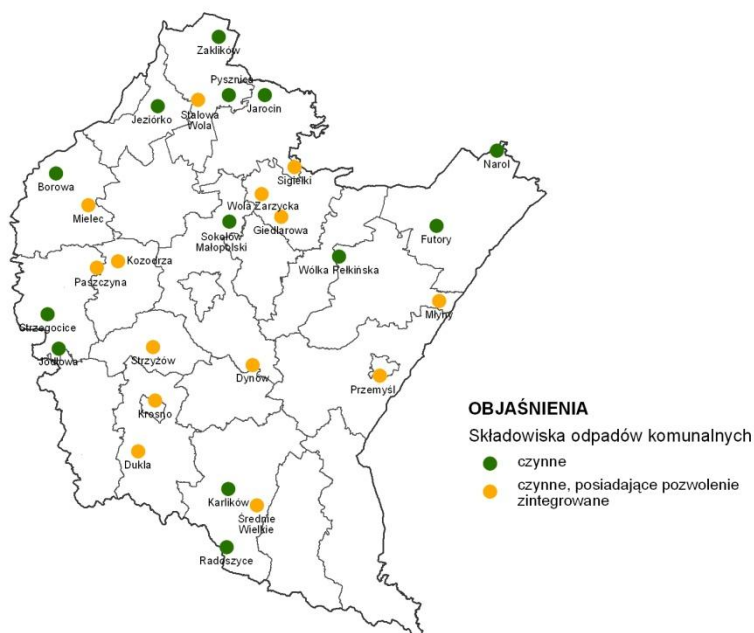 Zaklików
Pysznica
Jarocin
Stalowa
Wola
Jeziórko
Narol
Borowa
Sigiełki
Mielec
Wola Żarzycka
Giedlarowa
Sokołów
Małopolski
Futory
Wólka Pełkińska
Kozodrza
Paszczyna
Młyny
Strzegocice
Jodłowa
Strzyżów
Dynów
Przemyśl
Krosno
Dukla
Karlików
Średnie
Wielkie
Radoszyce
OBJAŚNIENIA
Składowiska odpadów komunalnych
czynne
czynne, posiadające pozwolenie
zintegrowane